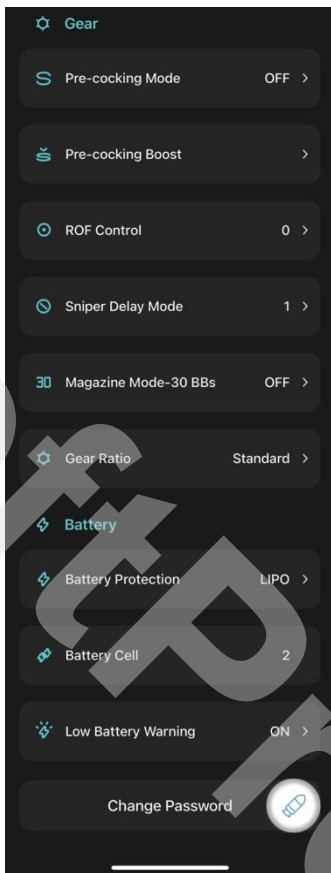 Gear
Pre-cocking Mode OFF
Pre-cocking Boost
ROF Control 0
Sniper Delay Mode 1
30 Magazine Mode-30 BBs OFF
Gear Ratio Standard
Battery
Battery Protection LIPO
Battery Cell 2
Low Battery Warning ON
Change Password